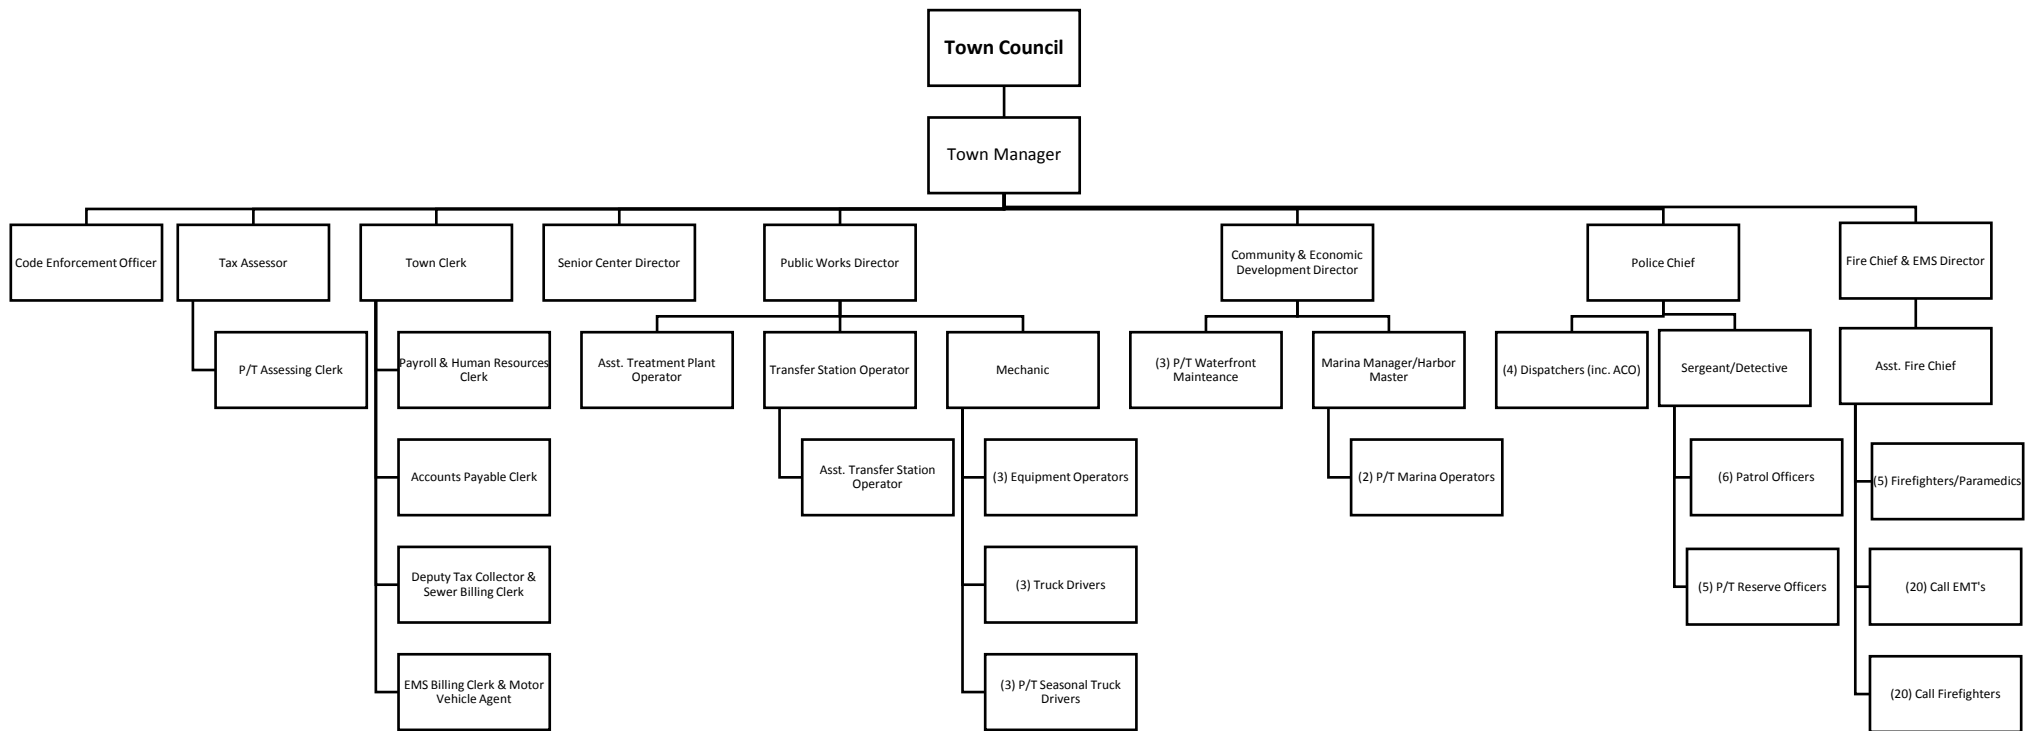 Town Council
Town Manager
Code Enforcement Officer
Tax Assessor
Town Clerk
Senior Center Director
Public Works Director
Community & Economic
Development Director
Police Chief
Fire Chief & EMS Director
P/T Assessing Clerk
Payroll & Human Resources
Clerk
Asst. Treatment Plant
Operator
Transfer Station Operator
Mechanic
(3) P/T Waterfront
Mainteance
Marina Manager/Harbor
Master
(4) Dispatchers (inc. ACO)
Sergeant/Detective
Asst. Fire Chief
Accounts Payable Clerk
Asst. Transfer Station
Operator
(3) Equipment Operators
(2) P/T Marina Operators
(6) Patrol Officers
(5) Firefighters/Paramedics
Deputy Tax Collector &
Sewer Billing Clerk
(3) Truck Drivers
(5) P/T Reserve Officers
(20) Call EMT's
EMS Billing Clerk & Motor
Vehicle Agent
(3) P/T Seasonal Truck
Drivers
(20) Call Firefighters